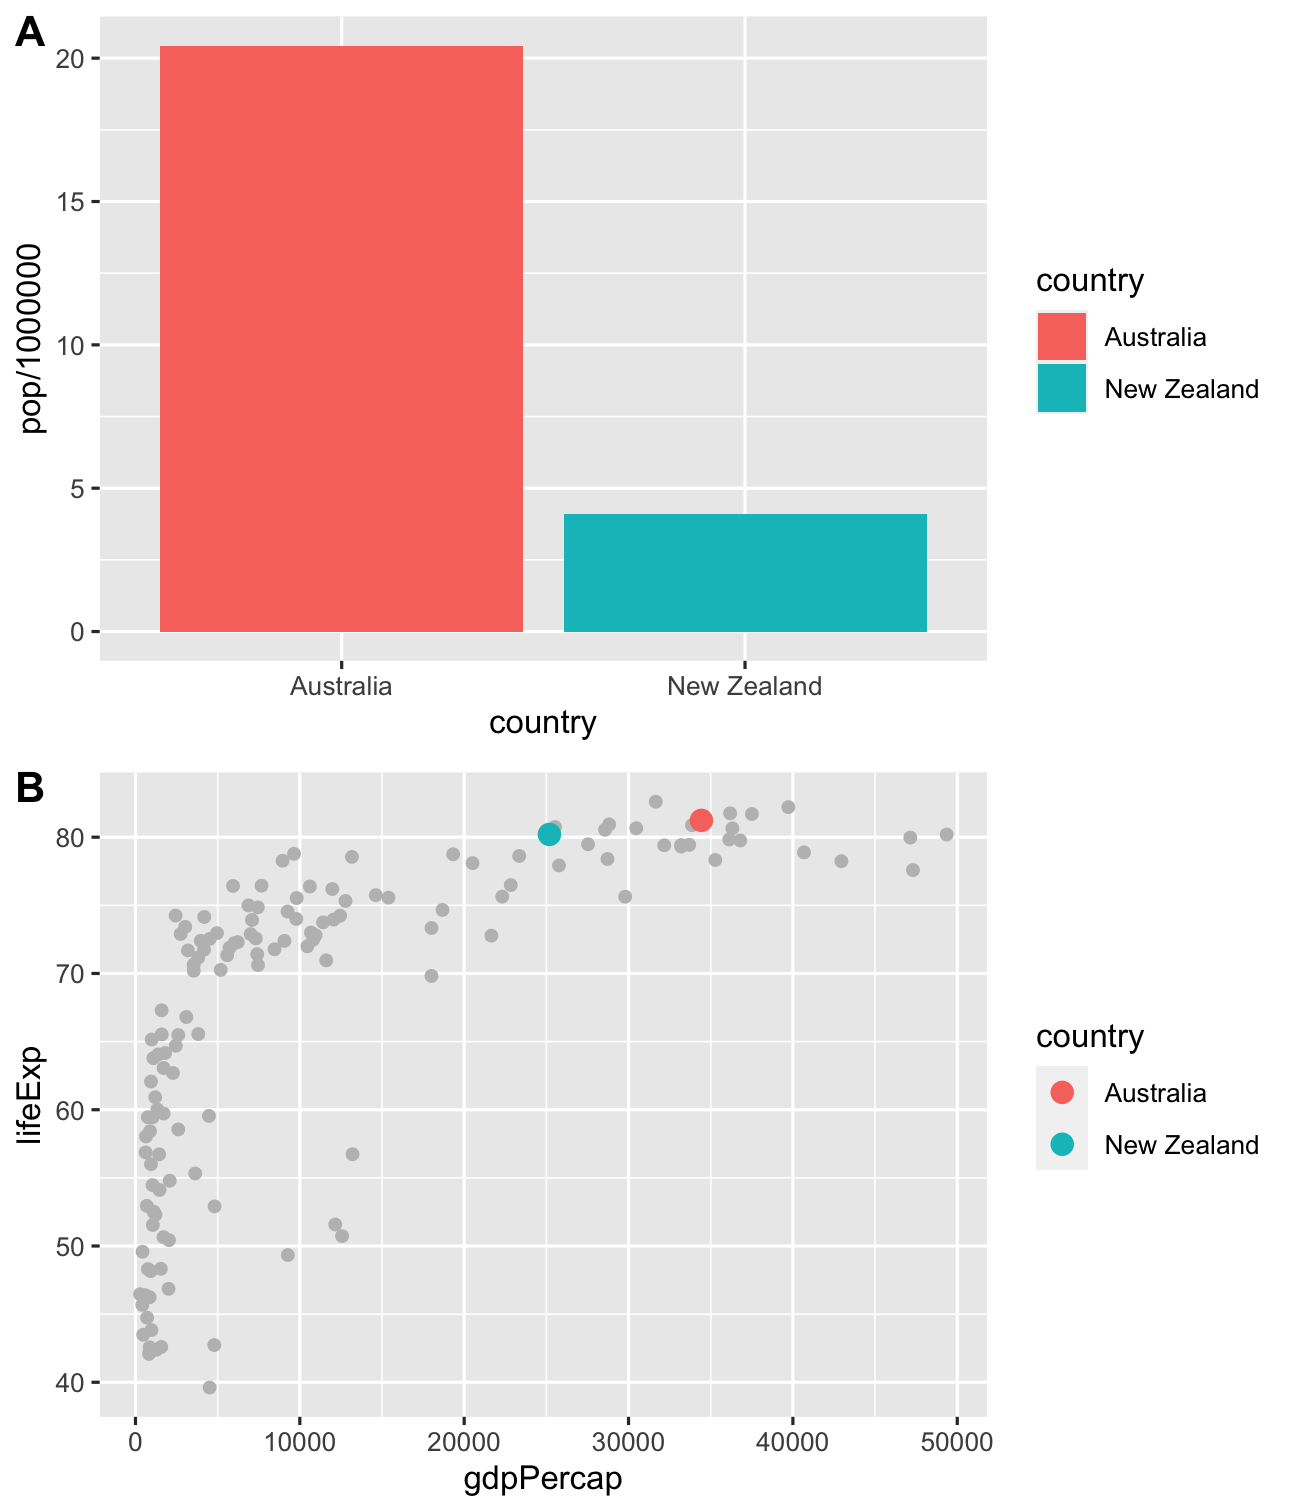 A
20
15
10
5
0
pop/1000000
Australia New Zealand
country
country
Australia
New Zealand
B
80
70
60
50
40
lifeExp
0 10000 20000 30000 40000 50000
gdpPercap
country
Australia
New Zealand